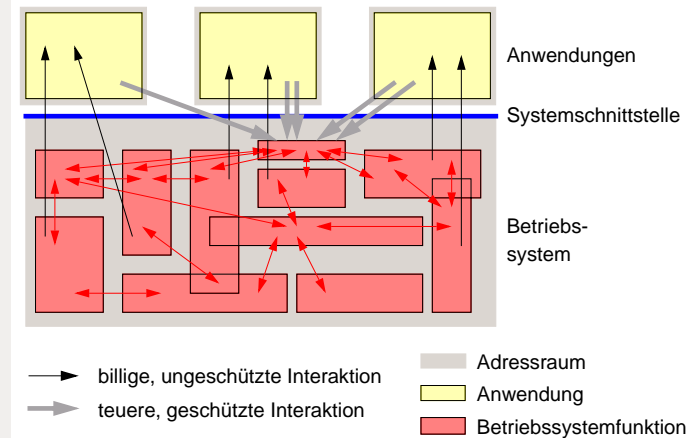 Anwendungen
Systemschnittstelle
Betriebs-
system
billige, ungeschützte Interaktion
teuere, geschützte Interaktion
Adressraum
Anwendung
Betriebssystemfunktion